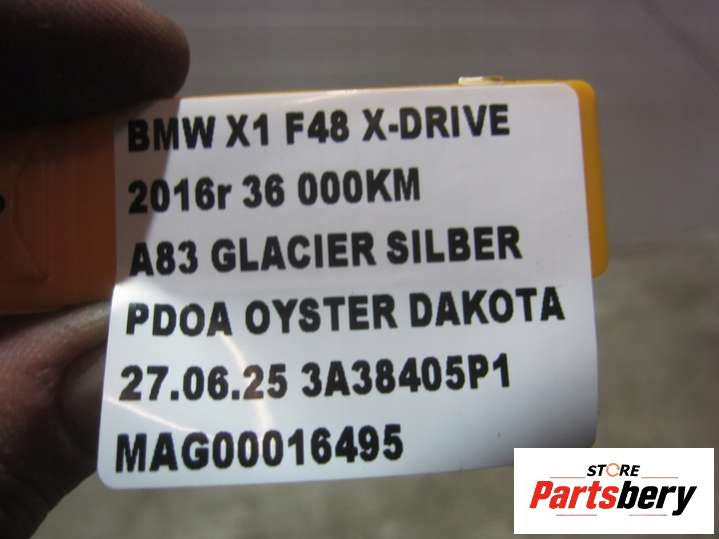 BMW X1 F48 X-DRIVE
2016r 36 000KM
A83 GLACIER SILBER
PDOA OYSTER DAKOTA
27.06.25 3A38405P1
MAG00016495
STORE
Partsbery